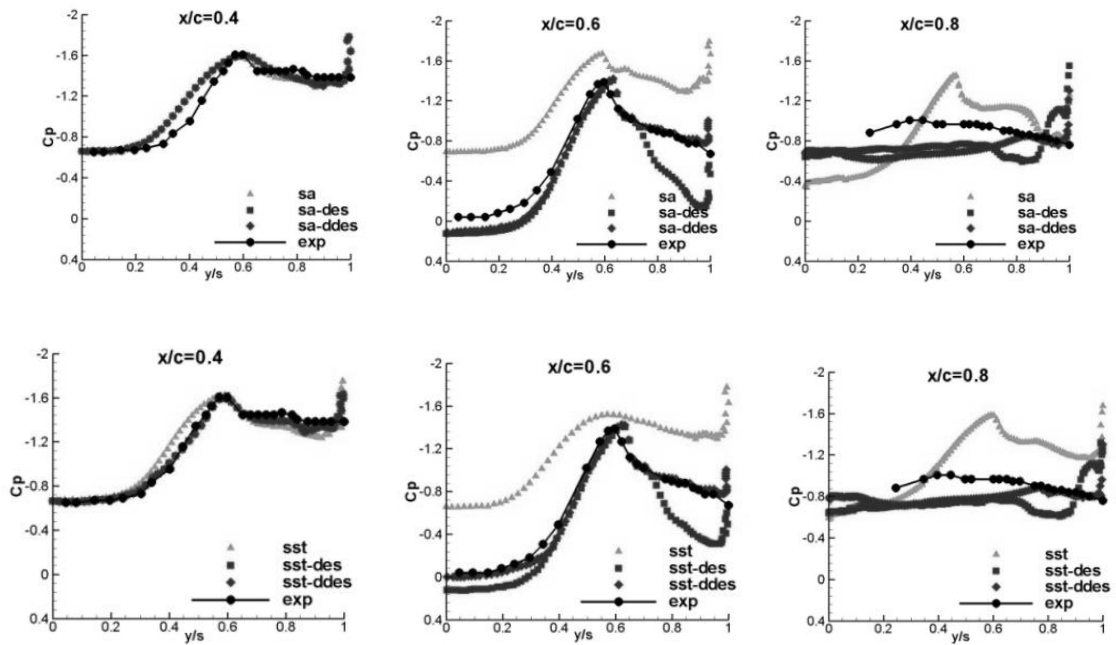 x/c=0.4
-2
-1.6
-1.2
-0.8
-0.4
0
0.4
Cp
sa
sa-des
sa-ddes
exp
0 0.2 0.4 0.6 0.8 1
y/s
x/c=0.6
-2
-1.6
-1.2
-0.8
-0.4
0
0.4
Cp
sa
sa-des
sa-ddes
exp
0 0.2 0.4 0.6 0.8 1
y/s
x/c=0.8
-2
-1.6
-1.2
-0.8
-0.4
0
0.4
Cp
sa
sa-des
sa-ddes
exp
0 0.2 0.4 0.6 0.8 1
y/s
x/c=0.4
-2
-1.6
-1.2
-0.8
-0.4
0
0.4
Cp
sst
sst-des
sst-ddes
exp
0 0.2 0.4 0.6 0.8 1
y/s
x/c=0.6
-2
-1.6
-1.2
-0.8
-0.4
0
0.4
Cp
sst
sst-des
sst-ddes
exp
0 0.2 0.4 0.6 0.8 1
y/s
x/c=0.8
-2
-1.6
-1.2
-0.8
-0.4
0
0.4
Cp
sst
sst-des
sst-ddes
exp
0 0.2 0.4 0.6 0.8 1
y/s